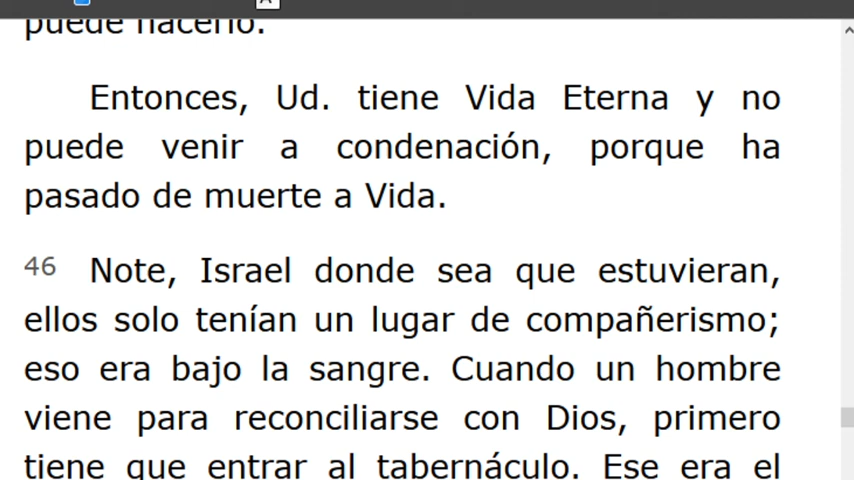 puede hacerlo.
Entonces, Ud. tiene Vida Eterna y no
puede venir a condenación, porque ha
pasado de muerte a Vida.
46 Note, Israel donde sea que estuvieran,
ellos solo tenían un lugar de compañerismo;
eso era bajo la sangre. Cuando un hombre
viene para reconciliarse con Dios, primero
tiene que entrar al tabernáculo. Ese era el